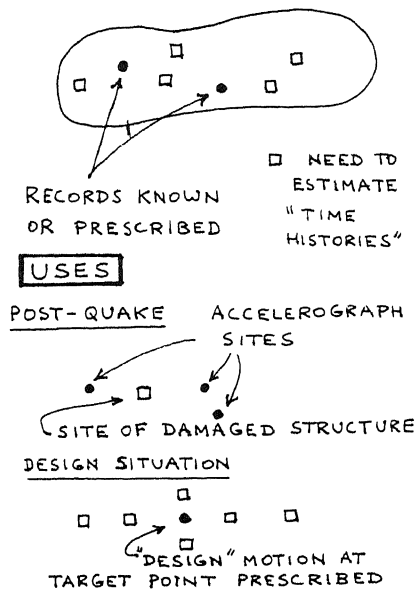 RECORDS KNOWN
OR PRESCRIBED
NEED TO
ESTIMATE
"TIME
HISTORIES"
USES
POST-QUAKE
ACCELEROGRAPH
SITES
SITE OF DAMAGED STRUCTURE
DESIGN SITUATION
"DESIGN" MOTION AT
TARGET POINT PRESCRIBED